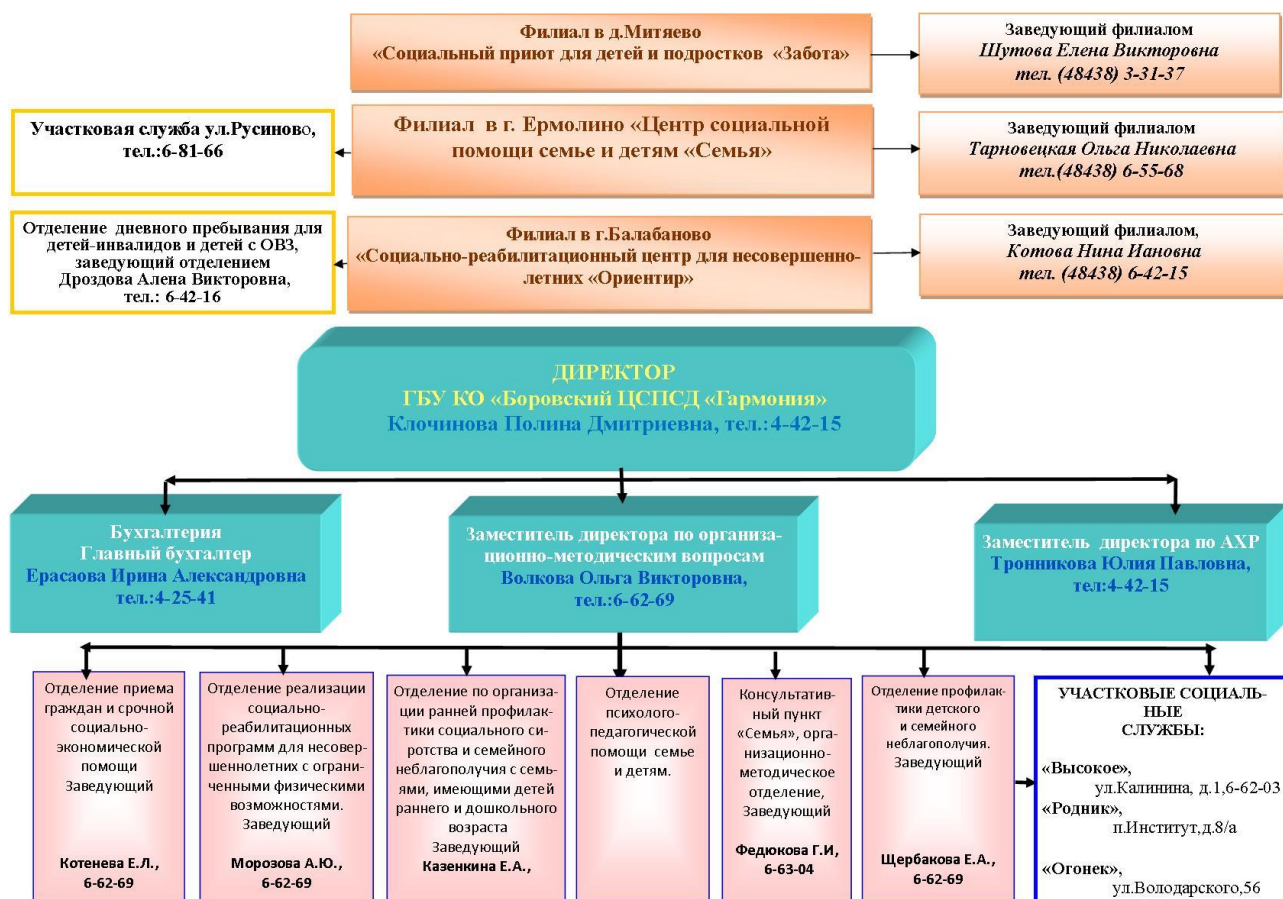 Филиал в д.Митяево
«Социальный приют для детей и подростков «Забота»
Заведующий филиалом
Шутова Елена Викторовна
тел. (48438) 3-31-37
Участковая служба ул.Русиново,
тел.:6-81-66
Филиал в г. Ермолино «Центр социальной
помощи семье и детям «Семья»
Заведующий филиалом
Тарновецкая Ольга Николаевна
тел.(48438) 6-55-68
Отделение дневного пребывания для
детей-инвалидов и детей с ОВЗ,
заведующий отделением
Дроздова Алена Викторовна,
тел.: 6-42-16
Филиал в г.Балабаново
«Социально-реабилитационный центр для несовершенно-
летних «Ориентир»
Заведующий филиалом,
Котова Нина Иановна
тел. (48438) 6-42-15
ДИРЕКТОР
ГБУ КО «Боровский ЦСПСД «Гармония»
Клочинова Полина Дмитриевна, тел.:4-42-15
Бухгалтерия
Главный бухгалтер
Ерасаова Ирина Александровна
тел.:4-25-41
Заместитель директора по организа-
ционно-методическим вопросам
Волкова Ольга Викторовна,
тел.:6-62-69
Заместитель директора по АХР
Тронникова Юлия Павловна,
тел:4-42-15
Отделение приема
граждан и срочной
социально-
экономической
помощи
Заведующий
Котенева Е.Л.,
6-62-69
Отделение реализации
социально-
реабилитационных
программ для несовер-
шеннолетних с ограни-
ченными физическими
возможностями.
Заведующий
Морозова А.Ю.,
6-62-69
Отделение по организа-
ции ранней профилак-
тики социального си-
ротства и семейного
неблагополучия с семь-
ями, имеющими детей
раннего и дошкольного
возраста
Заведующий
Казенкина Е.А.,
Отделение
психолого-
педагогической
помощи семье
и детям.
Консультатив-
ный пункт
«Семья», орга-
низационно-
методическое
отделение,
Заведующий
Федюкова Г.И,
6-63-04
Отделение профилак-
тики детского
и семейного
неблагополучия.
Заведующий
Щербакова Е.А.,
6-62-69
УЧАСТКОВЫЕ СОЦИАЛЬ-
НЫЕ
СЛУЖБЫ:
«Высокое»,
ул.Калинина, д.1,6-62-03
«Родник»,
п.Институт,д.8/а
«Огонек»,
ул.Володарского,56